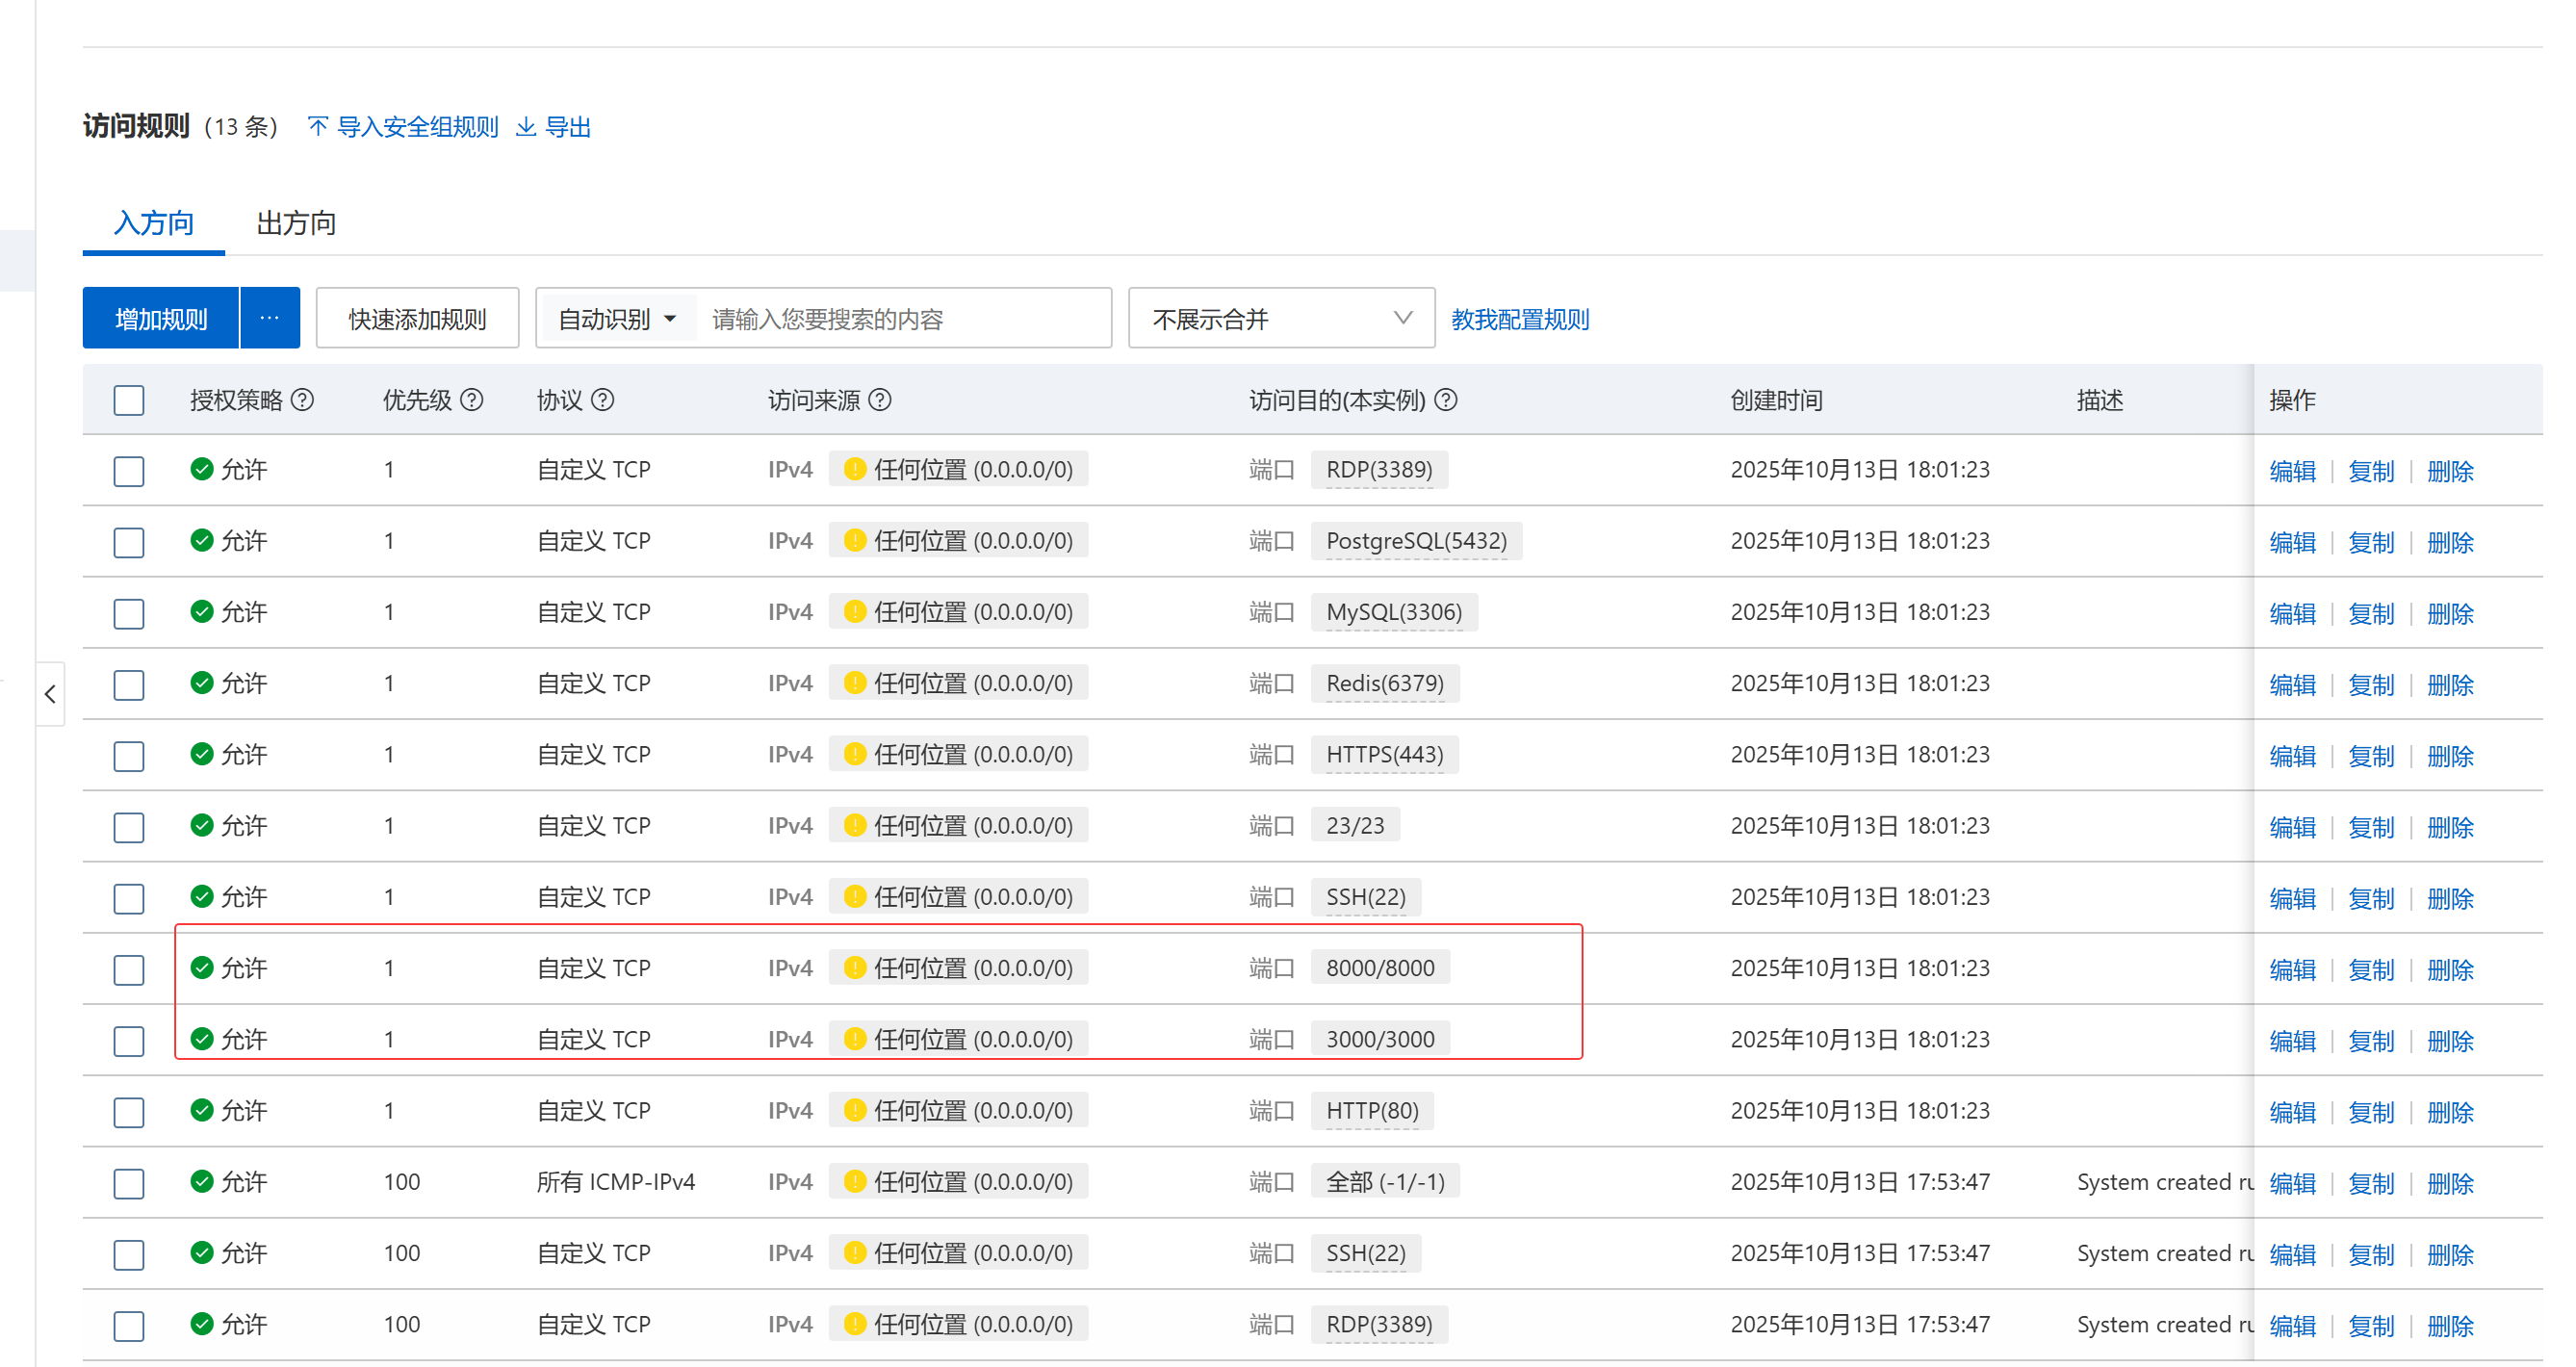 访问规则 (13 条) 导入安全组规则 导出
入方向 出方向
增加规则 ··· 快速添加规则 自动识别 请输入您要搜索的内容 不展示合并 教我配置规则
授权策略 优先级 协议 访问来源 访问目的(本实例) 创建时间 描述 操作
允许 1 自定义 TCP IPv4 任何位置 (0.0.0.0/0) 端口 RDP(3389) 2025年10月13日 18:01:23 编辑 复制 删除
允许 1 自定义 TCP IPv4 任何位置 (0.0.0.0/0) 端口 PostgreSQL(5432) 2025年10月13日 18:01:23 编辑 复制 删除
允许 1 自定义 TCP IPv4 任何位置 (0.0.0.0/0) 端口 MySQL(3306) 2025年10月13日 18:01:23 编辑 复制 删除
允许 1 自定义 TCP IPv4 任何位置 (0.0.0.0/0) 端口 Redis(6379) 2025年10月13日 18:01:23 编辑 复制 删除
允许 1 自定义 TCP IPv4 任何位置 (0.0.0.0/0) 端口 HTTPS(443) 2025年10月13日 18:01:23 编辑 复制 删除
允许 1 自定义 TCP IPv4 任何位置 (0.0.0.0/0) 端口 23/23 2025年10月13日 18:01:23 编辑 复制 删除
允许 1 自定义 TCP IPv4 任何位置 (0.0.0.0/0) 端口 SSH(22) 2025年10月13日 18:01:23 编辑 复制 删除
允许 1 自定义 TCP IPv4 任何位置 (0.0.0.0/0) 端口 8000/8000 2025年10月13日 18:01:23 编辑 复制 删除
允许 1 自定义 TCP IPv4 任何位置 (0.0.0.0/0) 端口 3000/3000 2025年10月13日 18:01:23 编辑 复制 删除
允许 1 自定义 TCP IPv4 任何位置 (0.0.0.0/0) 端口 HTTP(80) 2025年10月13日 18:01:23 编辑 复制 删除
允许 100 所有 ICMP-IPv4 IPv4 任何位置 (0.0.0.0/0) 端口 全部 (-1/-1) 2025年10月13日 17:53:47 System created ru 编辑 复制 删除
允许 100 自定义 TCP IPv4 任何位置 (0.0.0.0/0) 端口 SSH(22) 2025年10月13日 17:53:47 System created ru 编辑 复制 删除
允许 100 自定义 TCP IPv4 任何位置 (0.0.0.0/0) 端口 RDP(3389) 2025年10月13日 17:53:47 System created ru 编辑 复制 删除